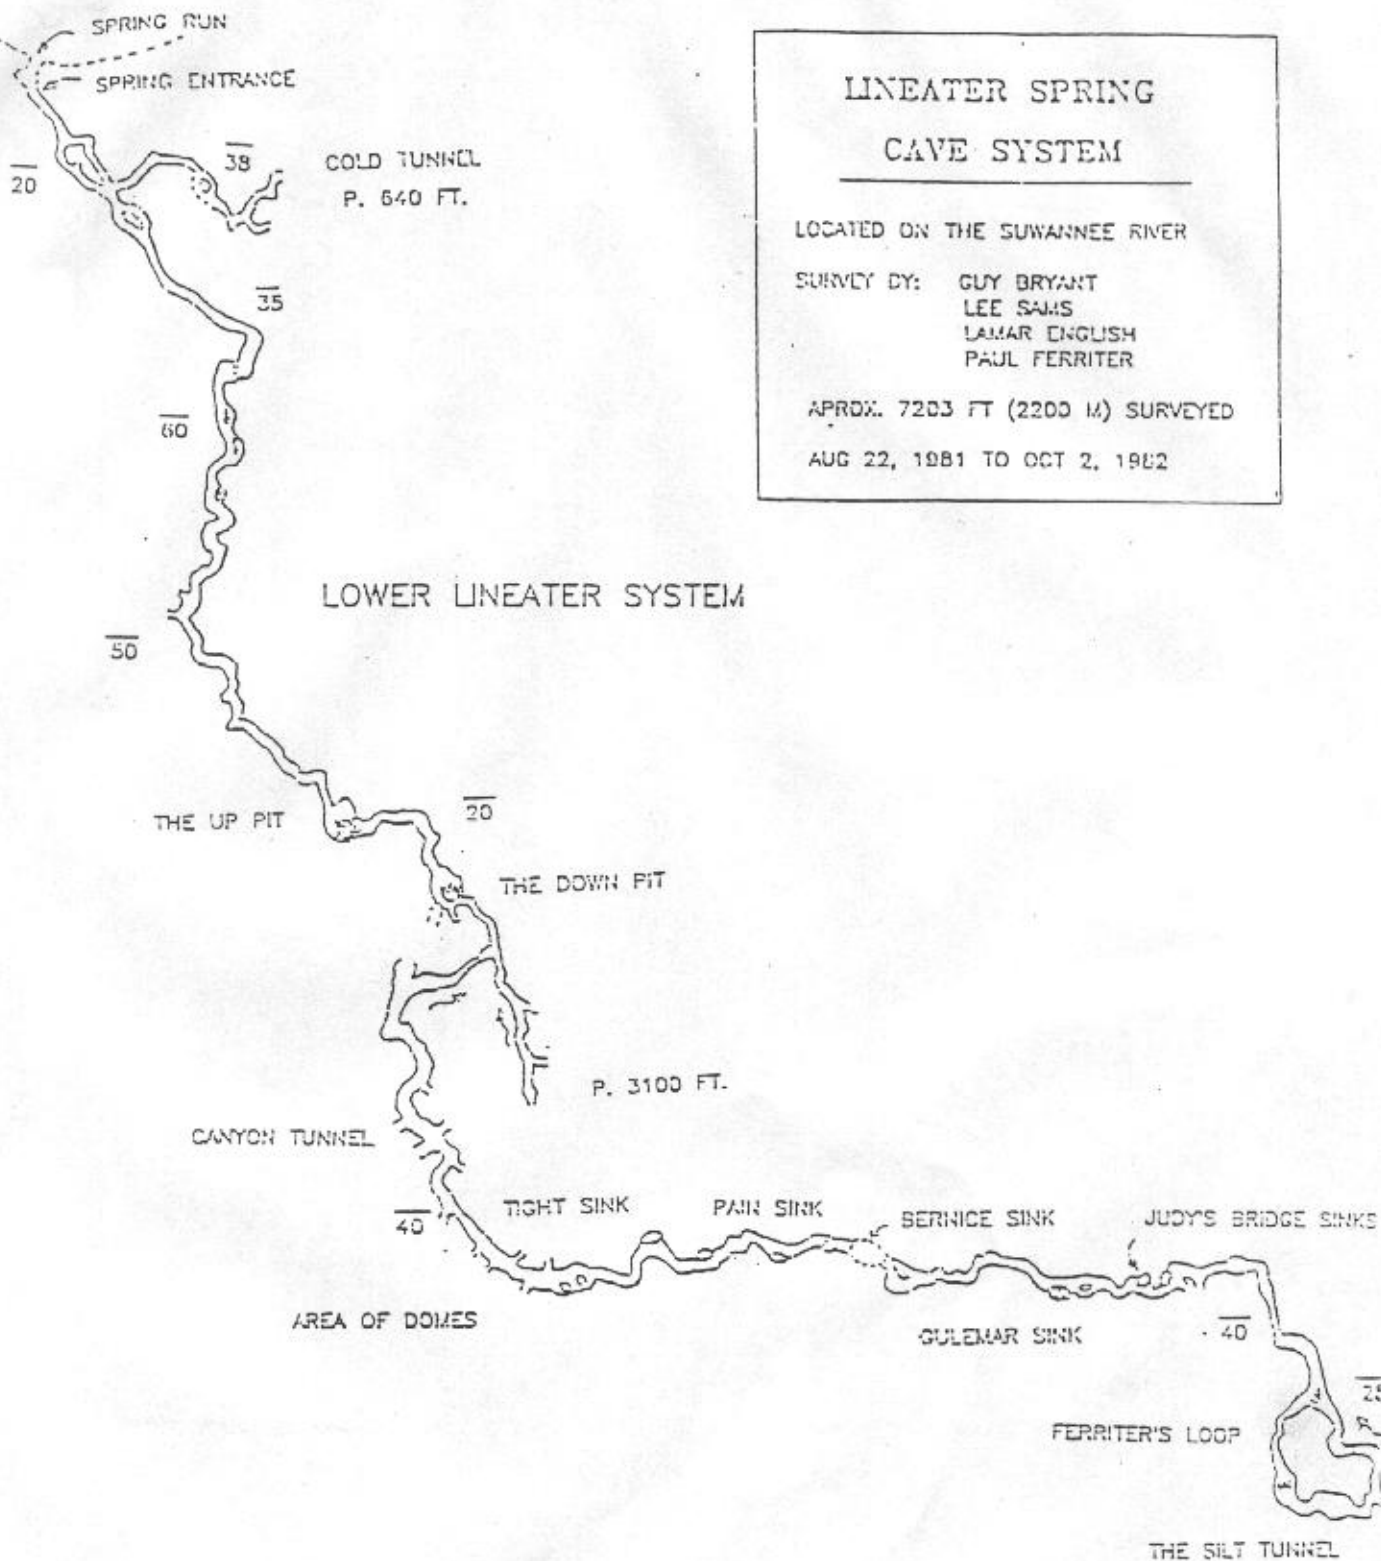 SPRING RUN
SPRING ENTRANCE
20
38
COLD TUNNEL
P. 640 FT.
35
60
50
LINEATER SPRING
CAVE SYSTEM
LOCATED ON THE SUWANNEE RIVER
SURVEY BY: GUY BRYANT
LEE SAMS
LAMAR ENGLISH
PAUL FERRITER
APROX. 7203 FT (2200 M) SURVEYED
AUG 22, 1981 TO OCT 2, 1982
LOWER LINEATER SYSTEM
THE UP PIT
20
THE DOWN PIT
P. 3100 FT.
CANYON TUNNEL
40
TIGHT SINK
PAIN SINK
BERNICE SINK
JUDY'S BRIDGE SINKS
AREA OF DOMES
GULEMAR SINK
40
25
FERRITER'S LOOP
THE SILT TUNNEL